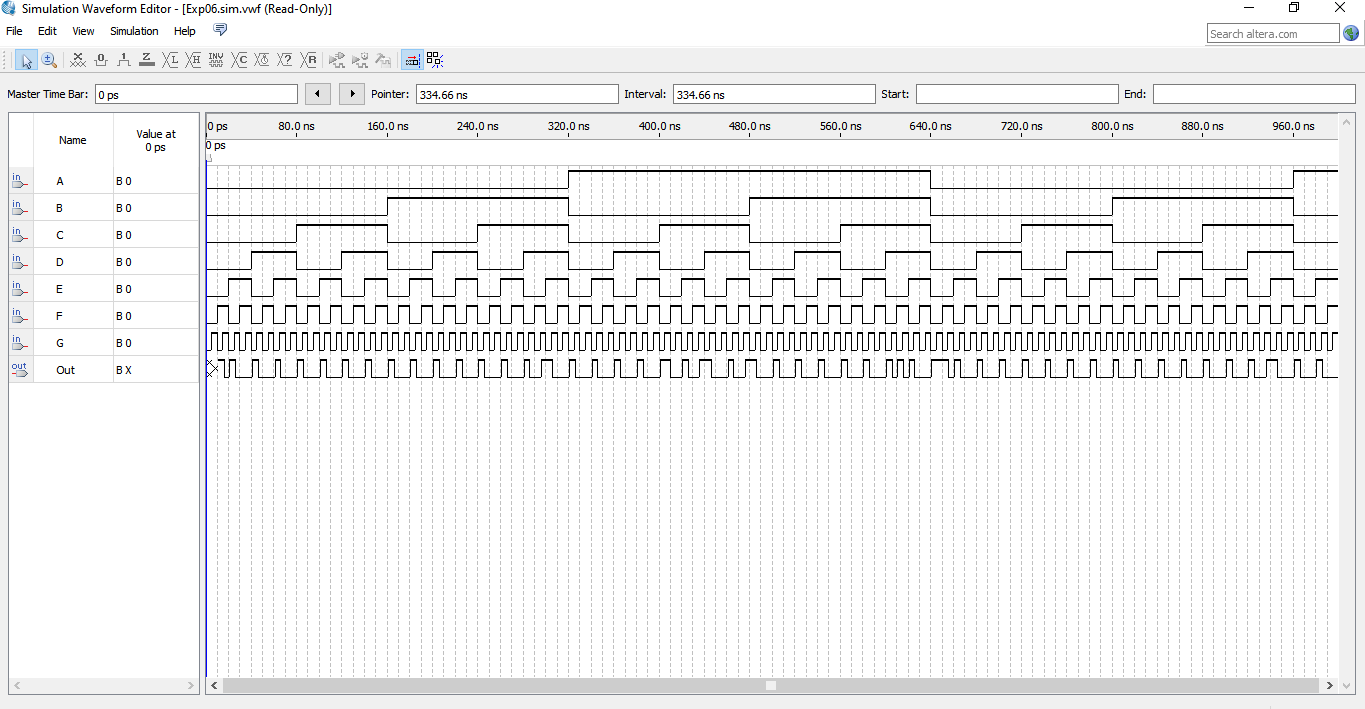 Simulation Waveform Editor - [Exp06.sim.vwf (Read-Only)]
File Edit View Simulation Help
Search altera.com
Master Time Bar: 0 ps Pointer: 334.66 ns Interval: 334.66 ns Start: End:
Name Value at 0 ps
0 ps 80.0 ns 160.0 ns 240.0 ns 320.0 ns 400.0 ns 480.0 ns 560.0 ns 640.0 ns 720.0 ns 800.0 ns 880.0 ns 960.0 ns
0 ps
in A B 0
in B B 0
in C B 0
in D B 0
in E B 0
in F B 0
in G B 0
out Out B X